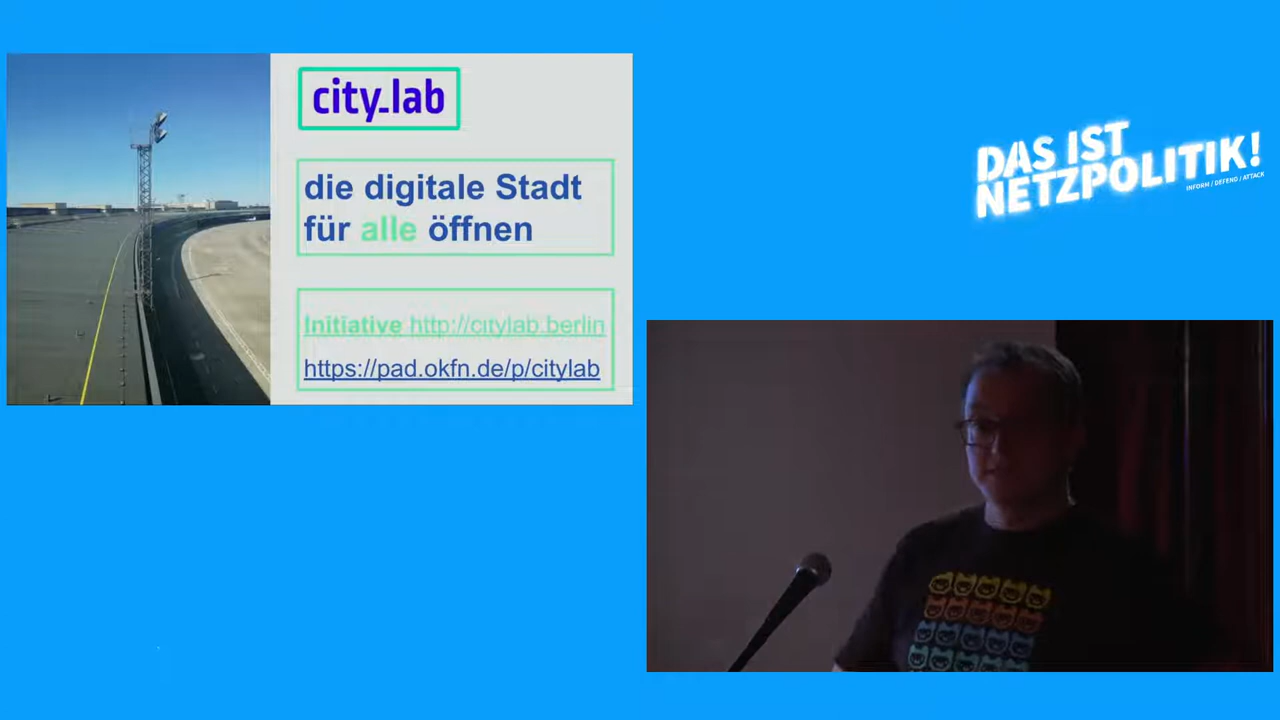 city_lab
die digitale Stadt
für alle öffnen
Initiative http://citylab.berlin
https://pad.okfn.de/p/citylab
DAS IST
NETZPOLITIK!
INFORM / DEFEND / ATTACK